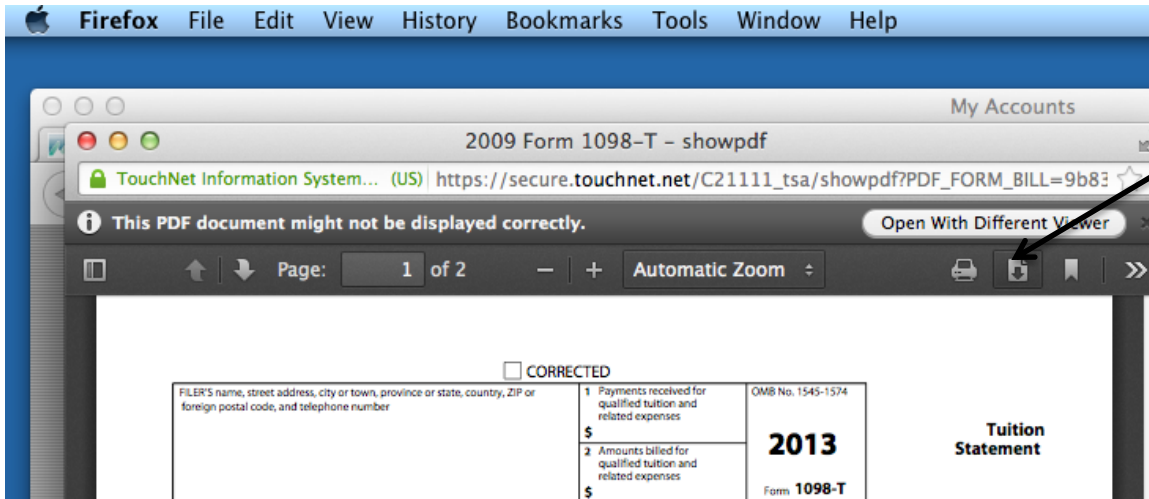 Firefox File Edit View History Bookmarks Tools Window Help
My Accounts
2009 Form 1098-T – showpdf
TouchNet Information System... (US) https://secure.touchnet.net/C21111_tsa/showpdf?PDF_FORM_BILL=9b83
This PDF document might not be displayed correctly. Open With Different Viewer
Page: 1 of 2 Automatic Zoom
CORRECTED
FILER'S name, street address, city or town, province or state, country, ZIP or
foreign postal code, and telephone number
1 Payments received for
qualified tuition and
related expenses
$
2 Amounts billed for
qualified tuition and
related expenses
$
OMB No. 1545-1574
2013
Form 1098-T
Tuition
Statement